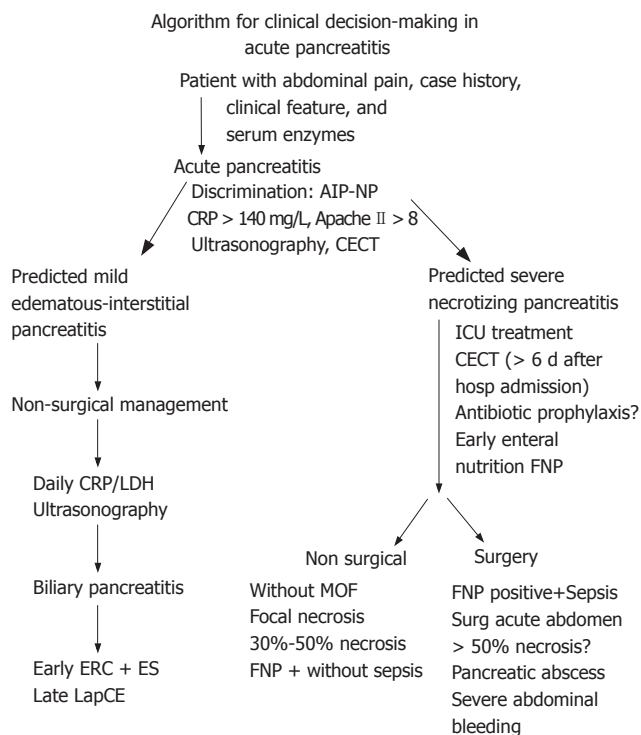 Algorithm for clinical decision-making in
acute pancreatitis
Patient with abdominal pain, case history,
clinical feature, and
serum enzymes
Acute pancreatitis
Discrimination: AIP-NP
CRP > 140 mg/L, Apache Ⅱ > 8
Ultrasonography, CECT
Predicted mild
edematous-interstitial
pancreatitis
Non-surgical management
Daily CRP/LDH
Ultrasonography
Biliary pancreatitis
Early ERC + ES
Late LapCE
Predicted severe
necrotizing pancreatitis
ICU treatment
CECT (> 6 d after
hosp admission)
Antibiotic prophylaxis?
Early enteral
nutrition FNP
Non surgical
Without MOF
Focal necrosis
30%-50% necrosis
FNP + without sepsis
Surgery
FNP positive+Sepsis
Surg acute abdomen
> 50% necrosis?
Pancreatic abscess
Severe abdominal
bleeding